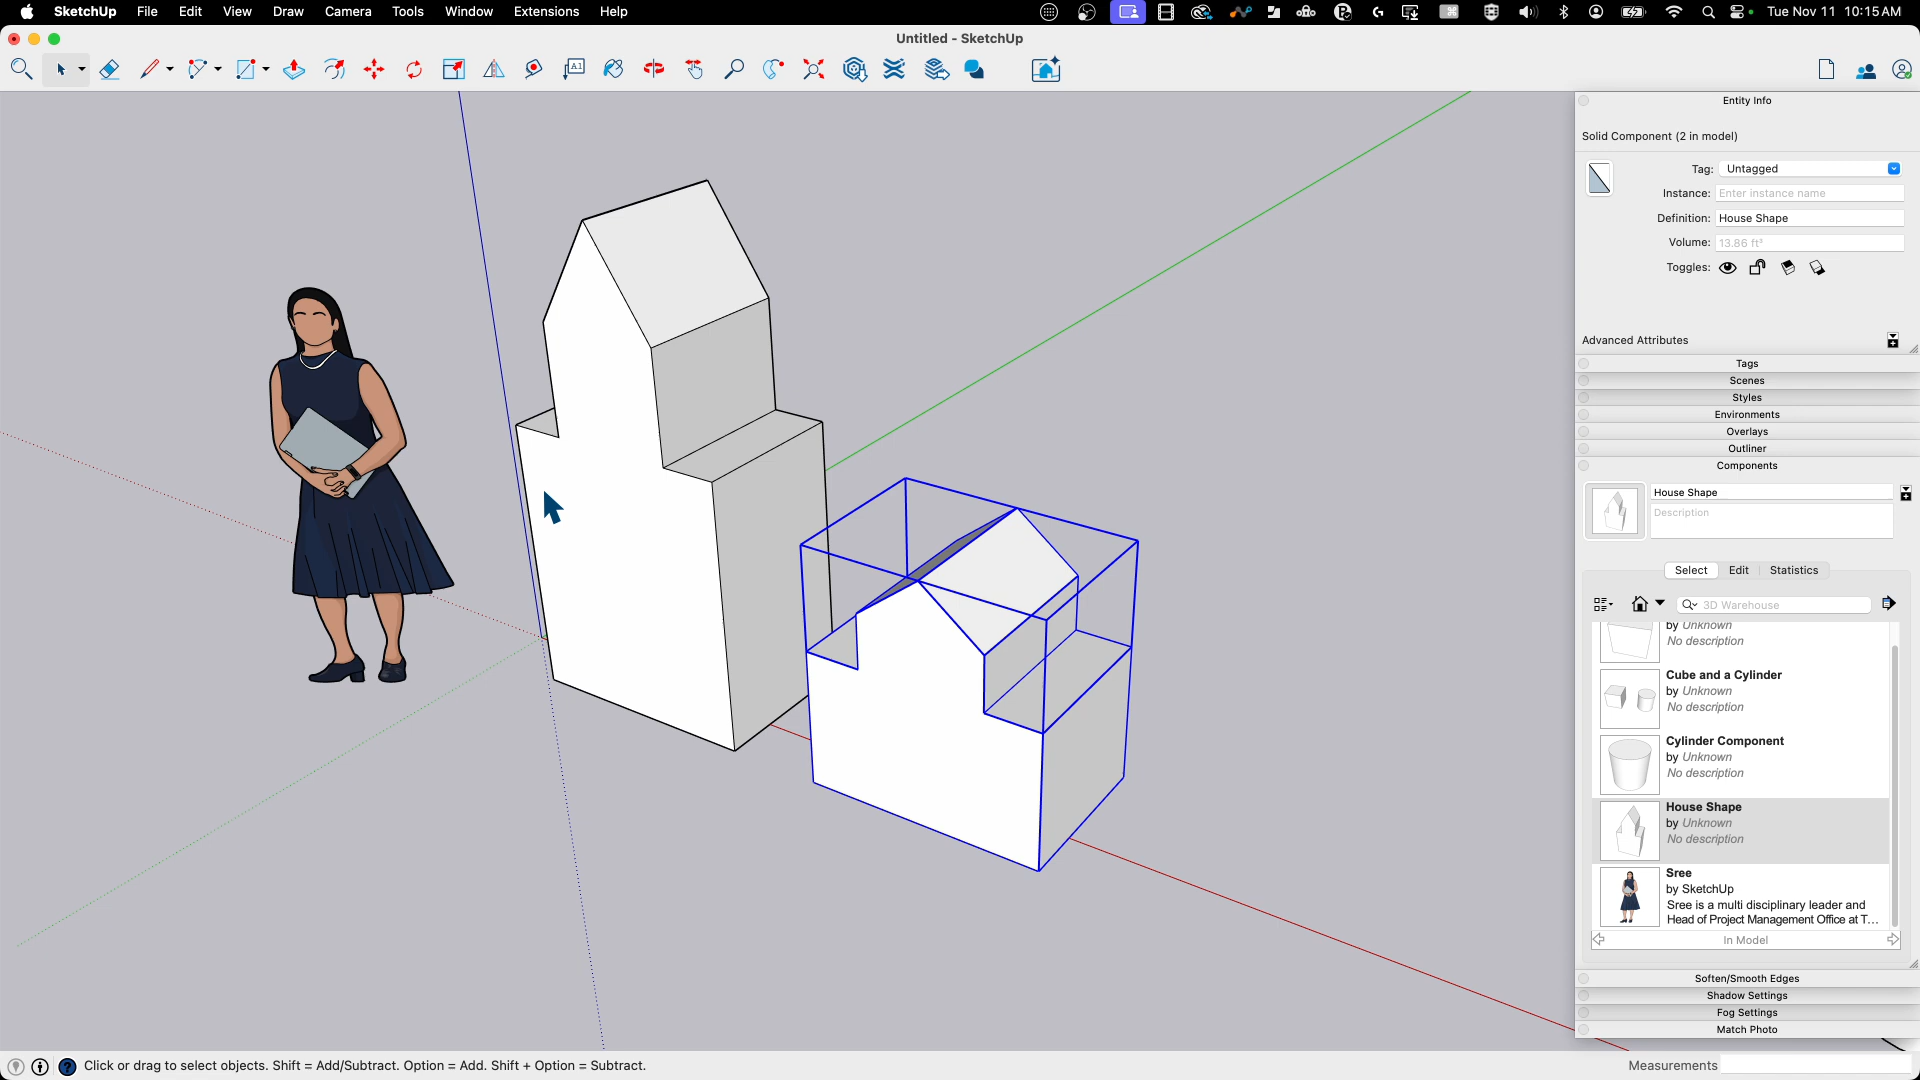 SketchUp File Edit View Draw Camera Tools Window Extensions Help
Tue Nov 11 10:15 AM
Untitled - SketchUp
A1
Entity Info
Solid Component (2 in model)
Tag: Untagged
Instance: Enter instance name
Definition: House Shape
Volume: 13.86 ft³
Toggles:
Advanced Attributes
Tags
Scenes
Styles
Environments
Overlays
Outliner
Components
House Shape
Description
Select Edit Statistics
3D Warehouse
by Unknown
No description
Cube and a Cylinder
by Unknown
No description
Cylinder Component
by Unknown
No description
House Shape
by Unknown
No description
Sree
by SketchUp
Sree is a multi disciplinary leader and
Head of Project Management Office at T...
In Model
Soften/Smooth Edges
Shadow Settings
Fog Settings
Match Photo
Click or drag to select objects. Shift = Add/Subtract. Option = Add. Shift + Option = Subtract.
Measurements